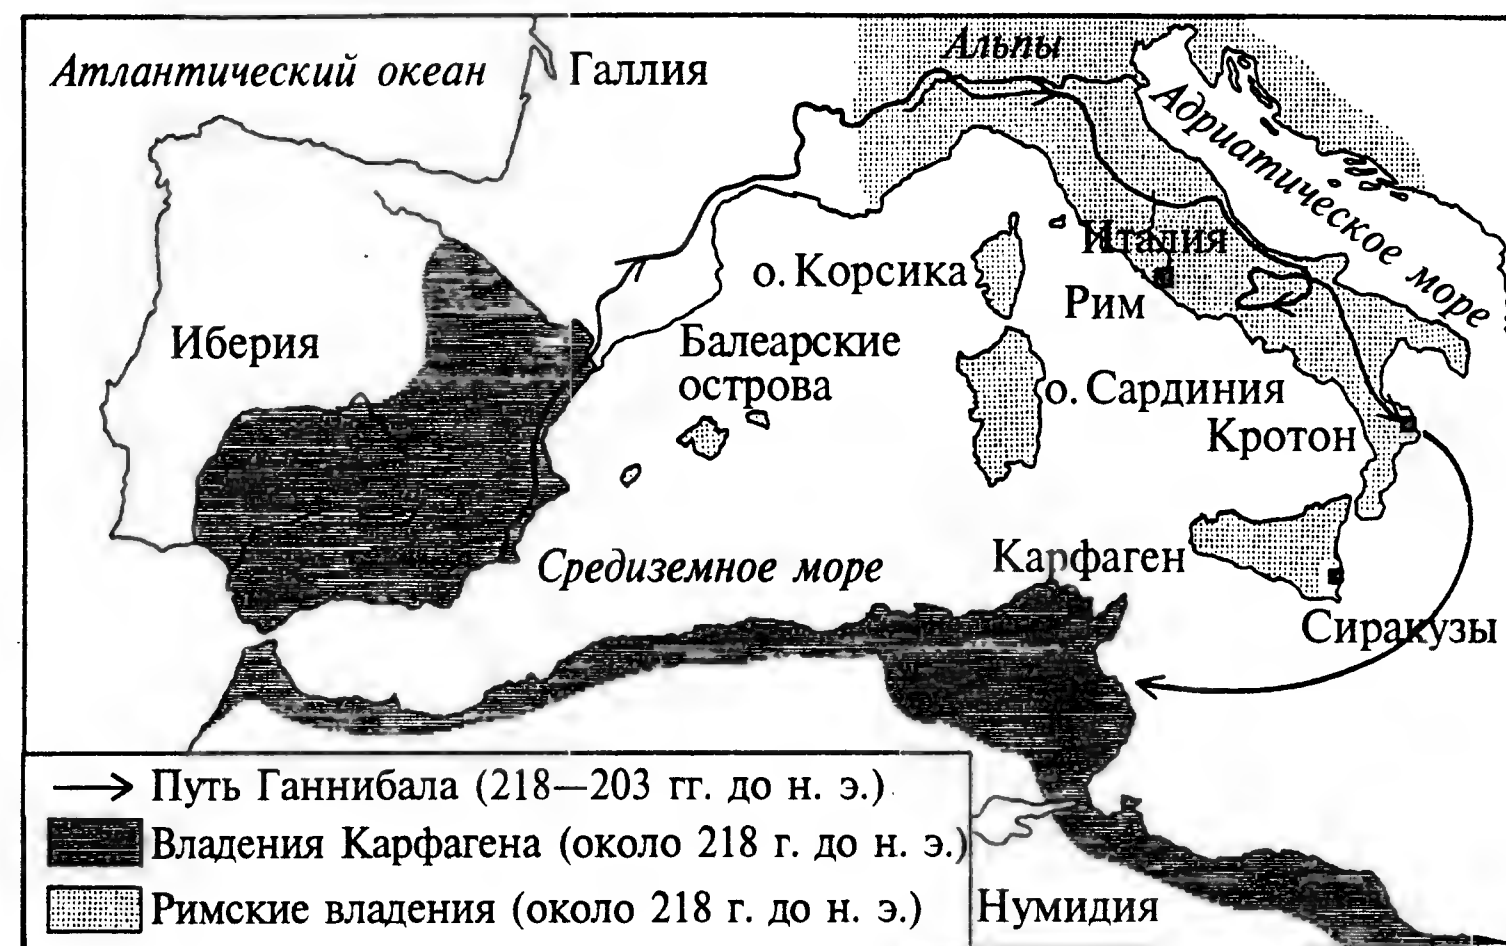 Атлантический океан
Галлия
Альпы
Адриатическое море
Италия
о. Корсика
Рим
Иберия
Балеарские
острова
о. Сардиния
Кротон
Карфаген
Средиземное море
Сиракузы
Путь Ганнибала (218—203 гг. до н. э.)
Владения Карфагена (около 218 г. до н. э.)
Римские владения (около 218 г. до н. э.)
Нумидия